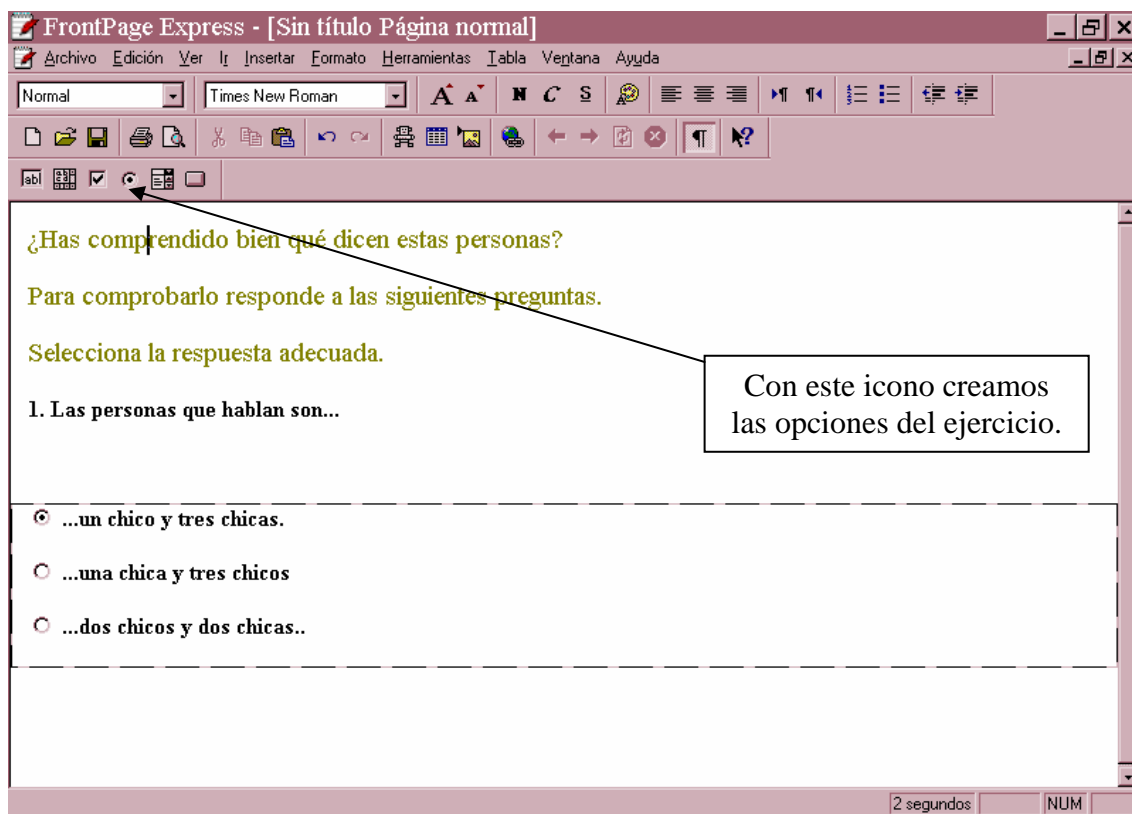 FrontPage Express - [Sin título Página normal]
Archivo Edición Ver Ir Insertar Formato Herramientas Tabla Ventana Ayuda
Normal Times New Roman A A N C S
abl
¿Has comprendido bien qué dicen estas personas?
Para comprobarlo responde a las siguientes preguntas.
Selecciona la respuesta adecuada.
Con este icono creamos
las opciones del ejercicio.
1. Las personas que hablan son...
...un chico y tres chicas.
...una chica y tres chicos
...dos chicos y dos chicas..
2 segundos NUM